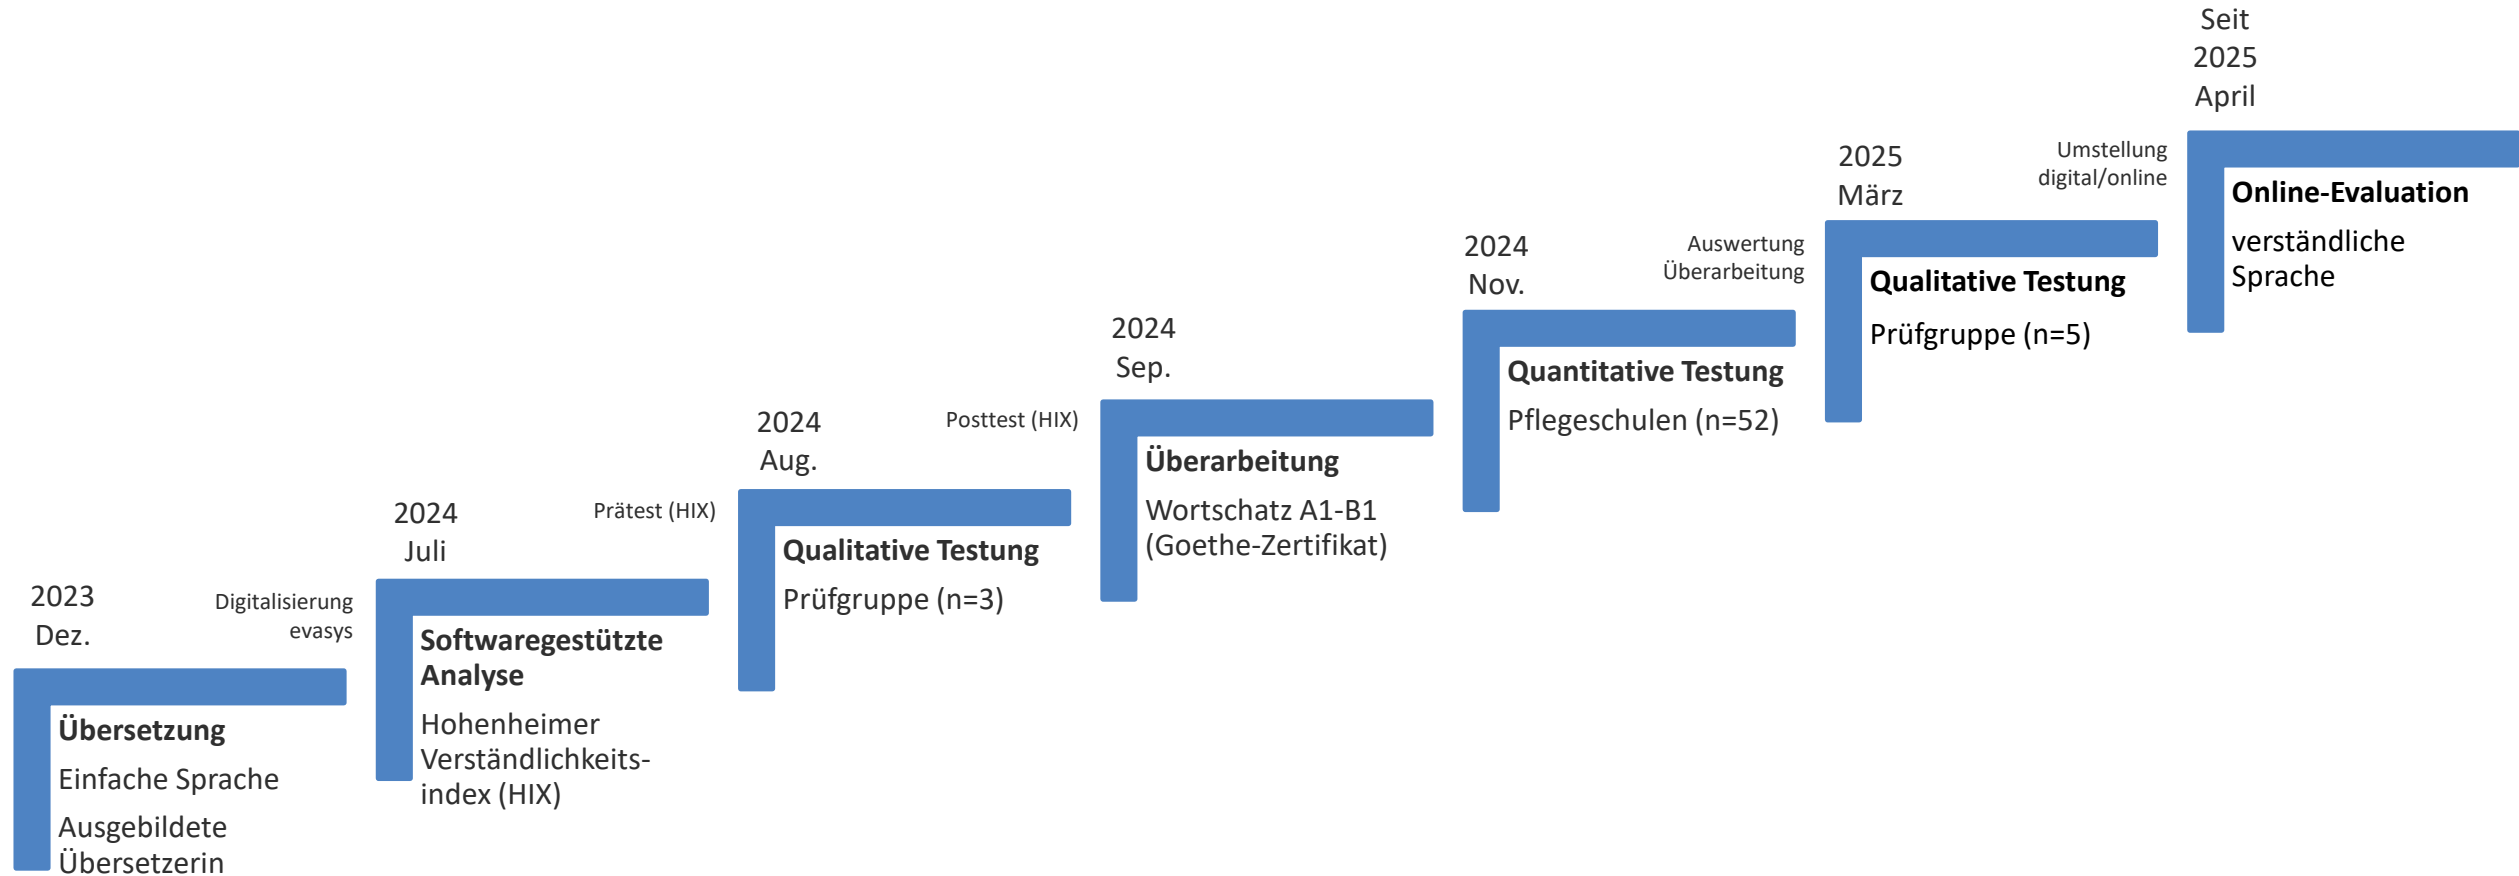 2023
Dez.
Übersetzung
Einfache Sprache
Ausgebildete
Übersetzerin
Digitalisierung
evasys
2024
Juli
Softwaregestützte
Analyse
Hohenheimer
Verständlichkeits-
index (HIX)
Prätest (HIX)
2024
Aug.
Qualitative Testung
Prüfgruppe (n=3)
Posttest (HIX)
2024
Sep.
Überarbeitung
Wortschatz A1-B1
(Goethe-Zertifikat)
2024
Nov.
Quantitative Testung
Pflegeschulen (n=52)
Auswertung
Überarbeitung
2025
März
Qualitative Testung
Prüfgruppe (n=5)
Umstellung
digital/online
Seit
2025
April
Online-Evaluation
verständliche
Sprache